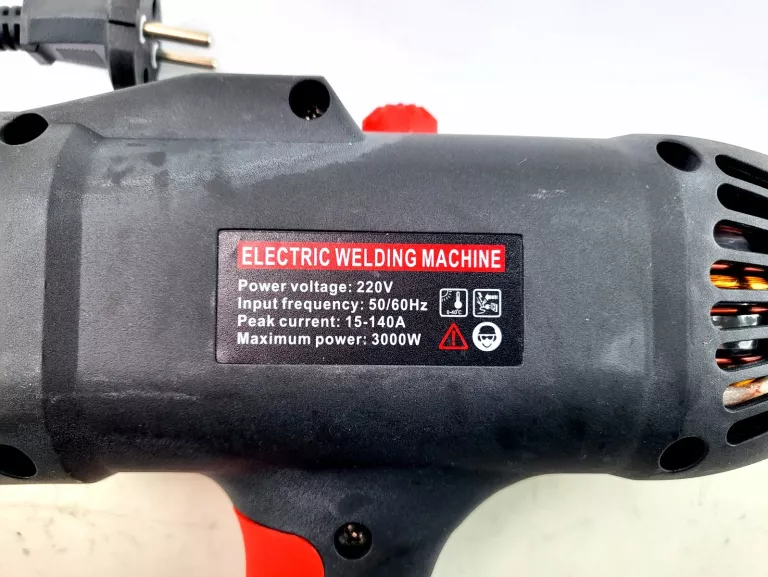 ELECTRIC WELDING MACHINE
Power voltage: 220V
Input frequency: 50/60Hz
Peak current: 15-140A
Maximum power: 3000W